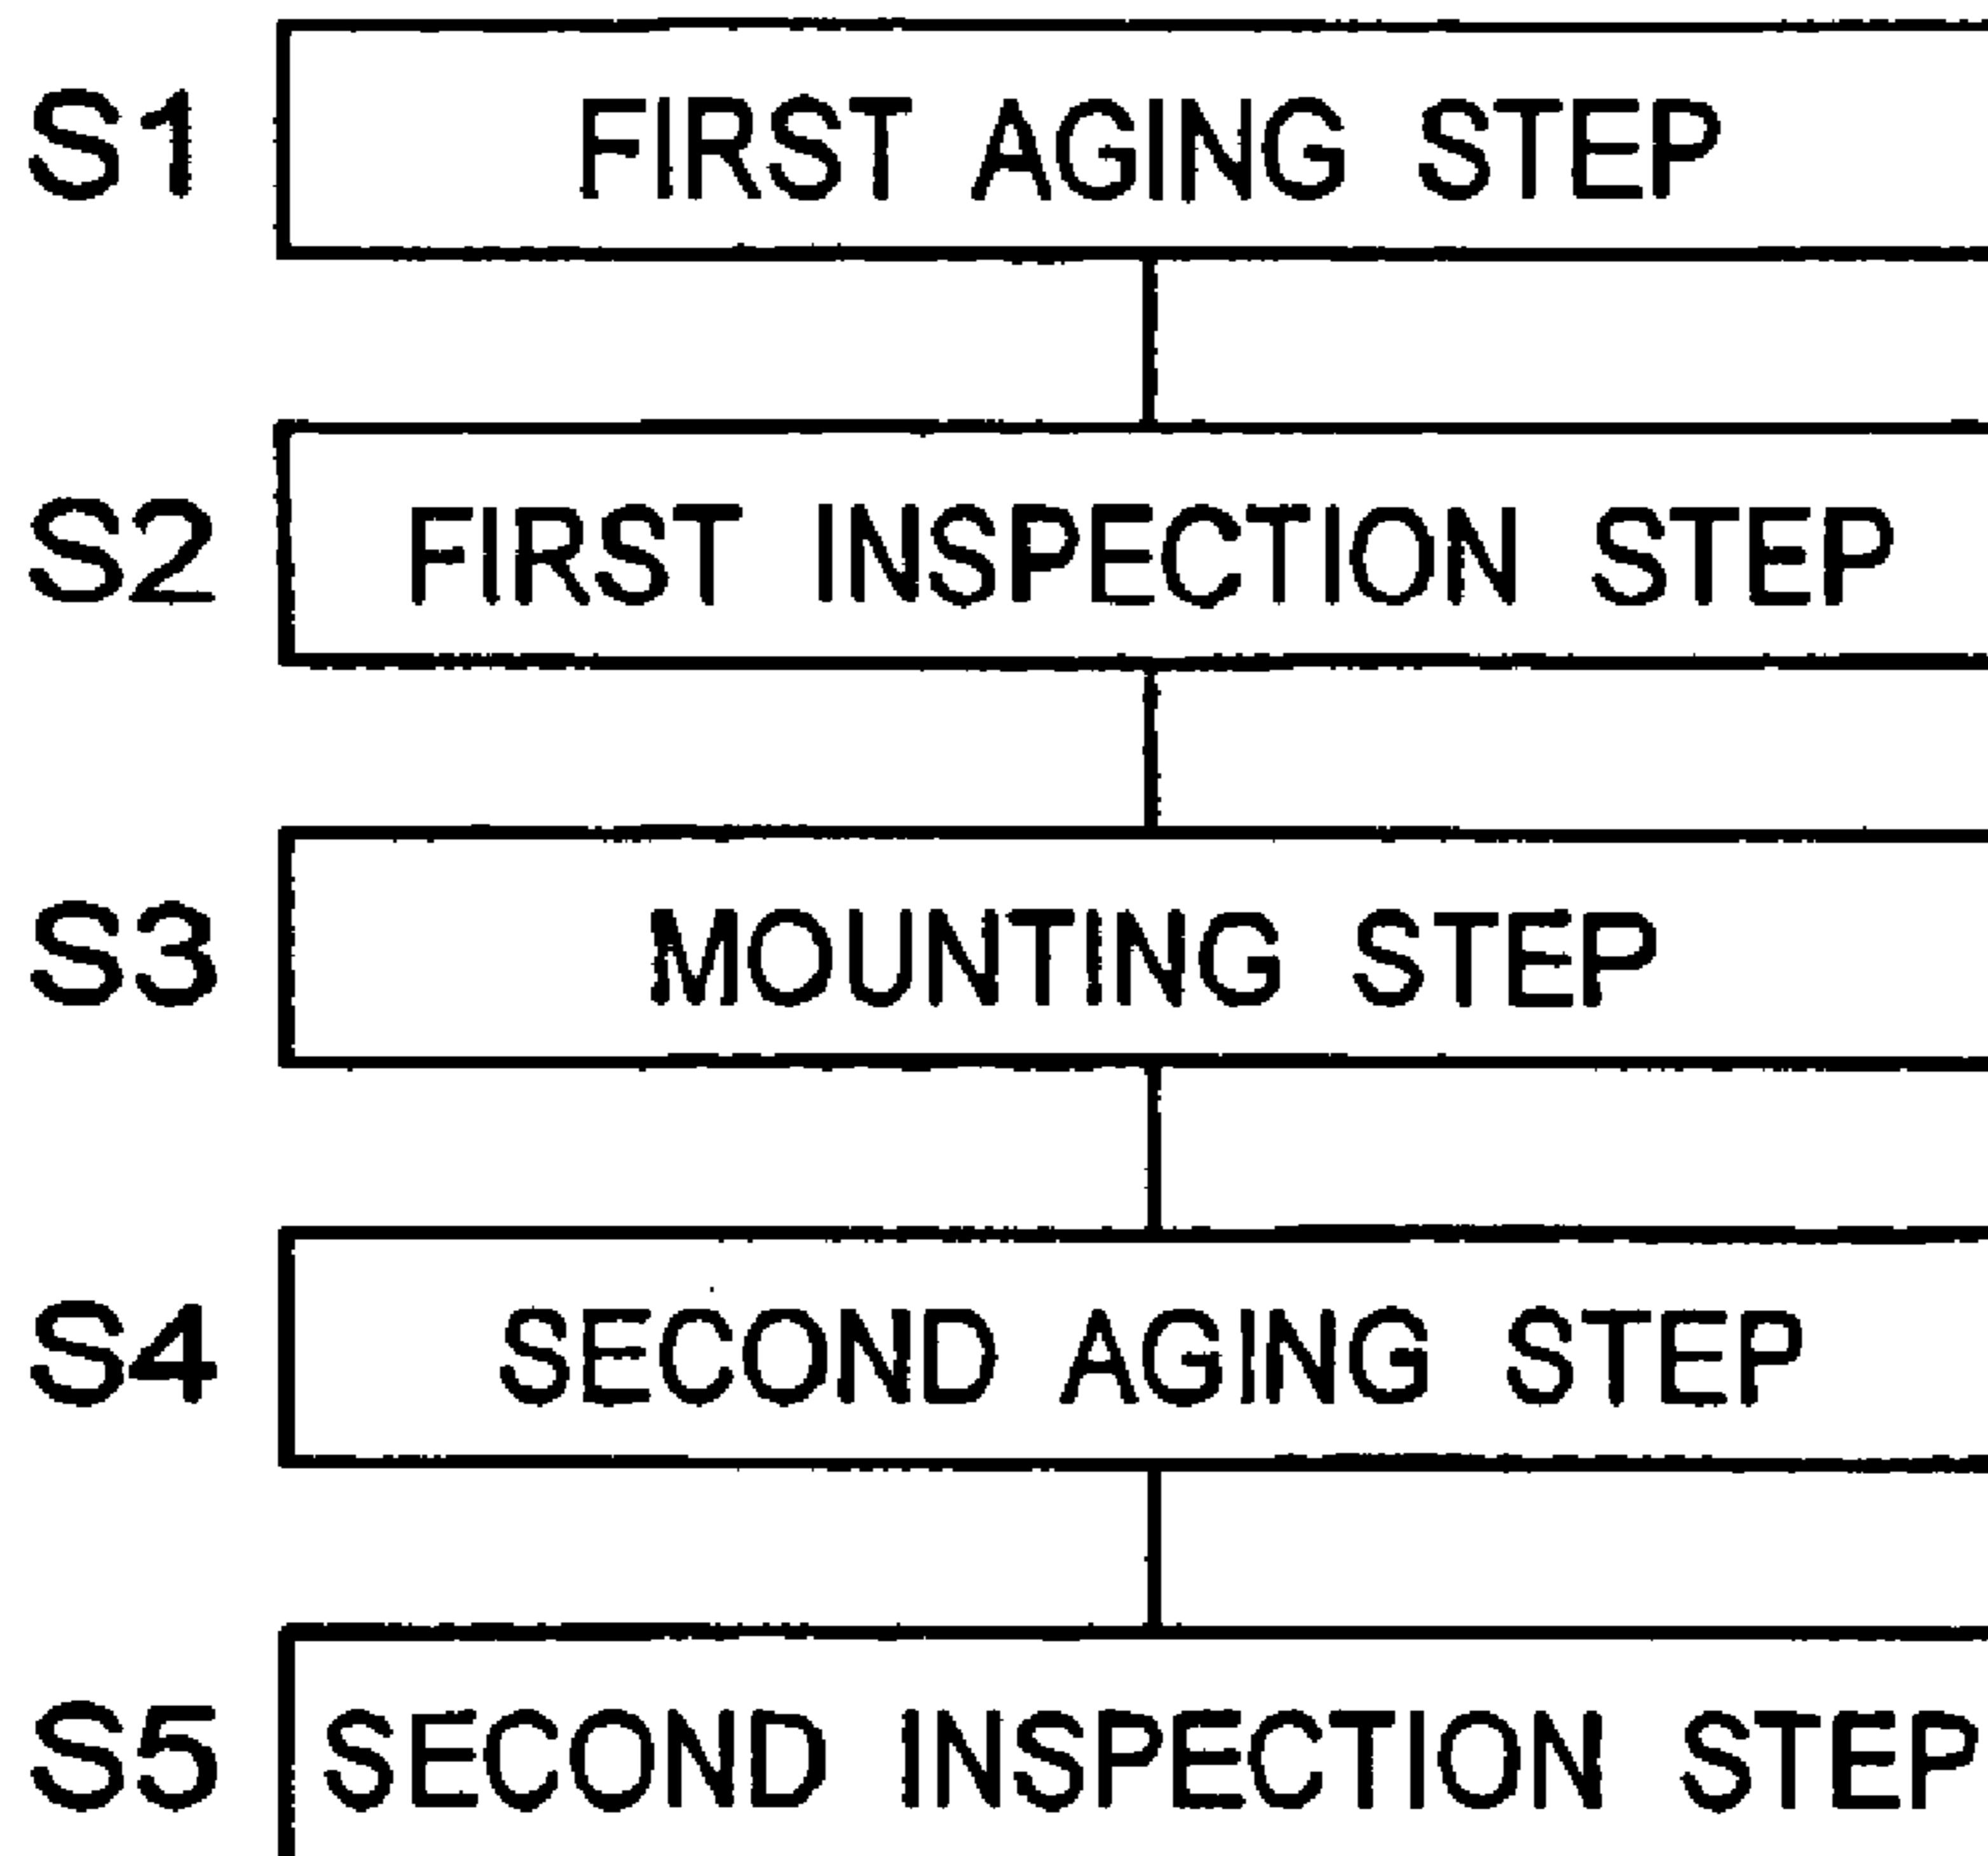 S1 FIRST AGING STEP
S2 FIRST INSPECTION STEP
S3 MOUNTING STEP
S4 SECOND AGING STEP
S5 SECOND INSPECTION STEP